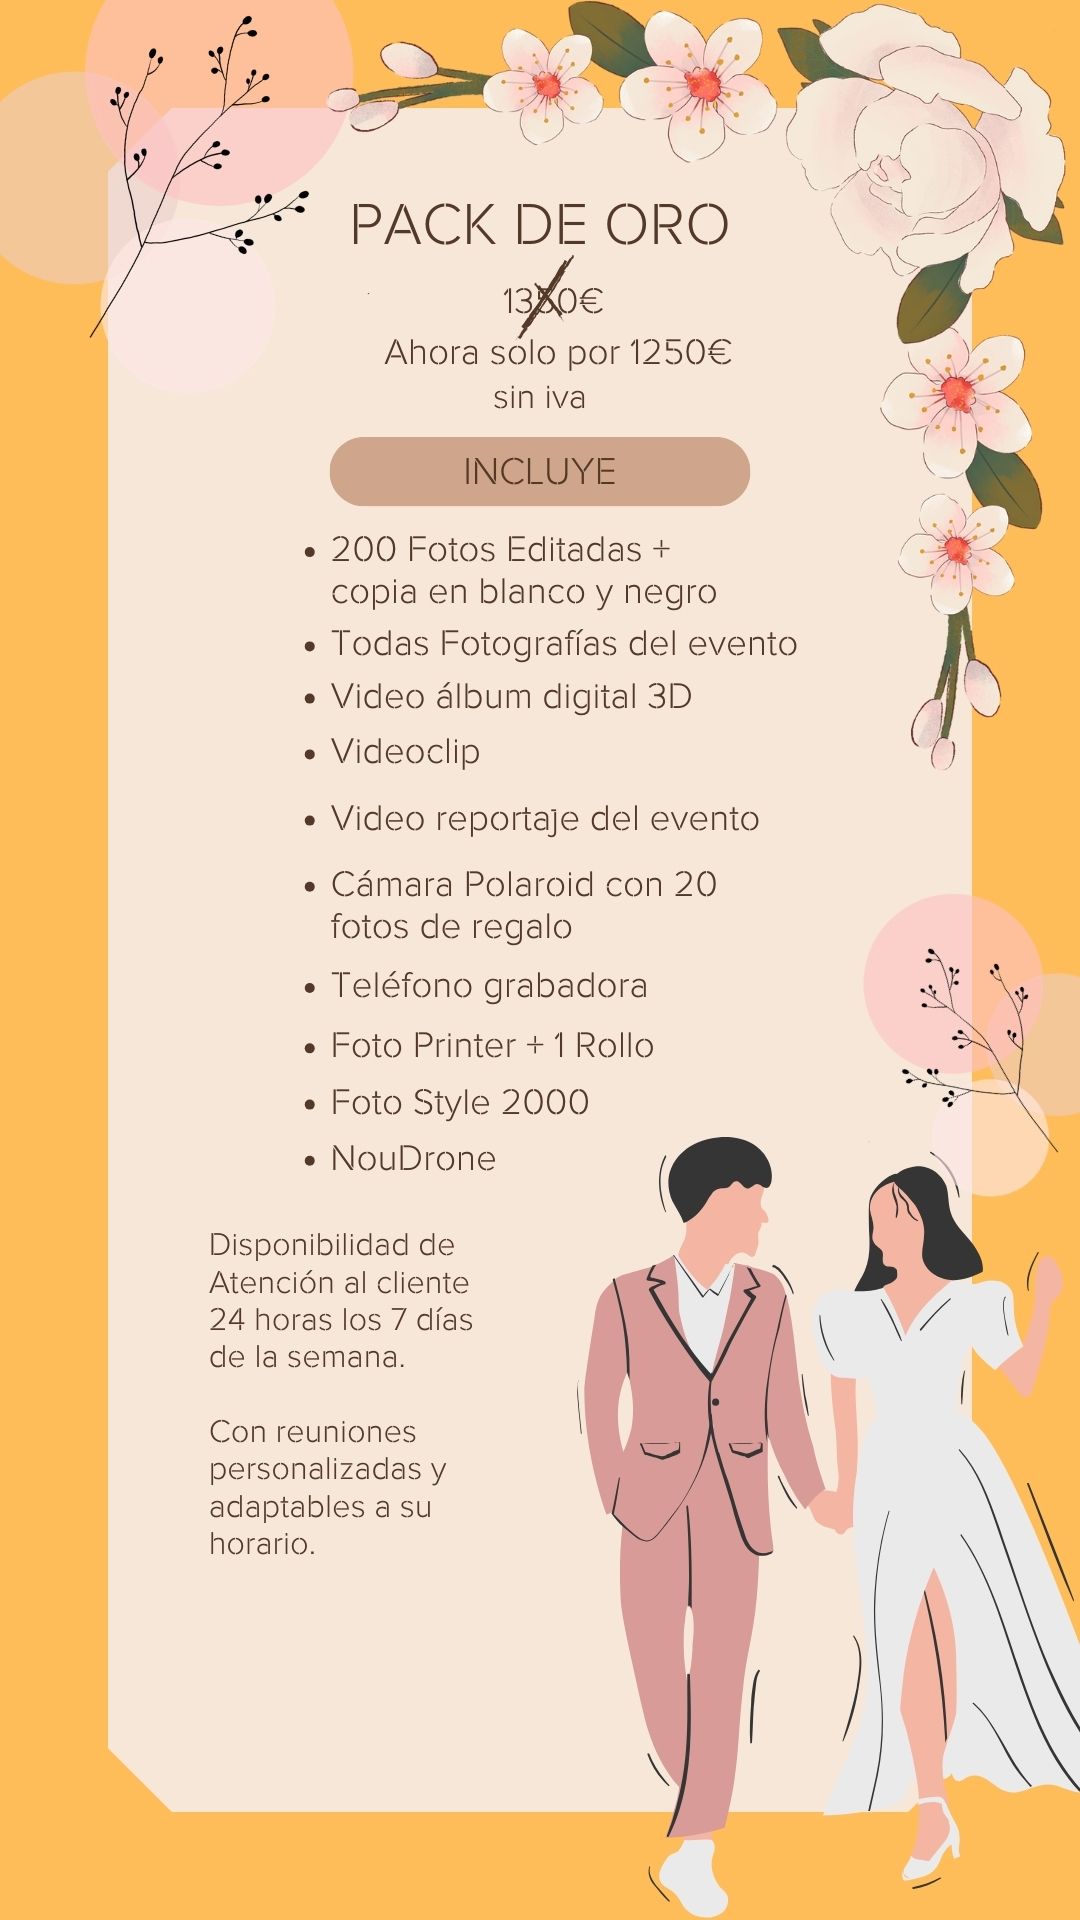 PACK DE ORO
1350€
Ahora solo por 1250€
sin iva
INCLUYE
• 200 Fotos Editadas +
copia en blanco y negro
• Todas Fotografías del evento
• Video álbum digital 3D
• Videoclip
• Video reportaje del evento
• Cámara Polaroid con 20
fotos de regalo
• Teléfono grabadora
• Foto Printer + 1 Rollo
• Foto Style 2000
• NouDrone
Disponibilidad de
Atención al cliente
24 horas los 7 días
de la semana.
Con reuniones
personalizadas y
adaptables a su
horario.